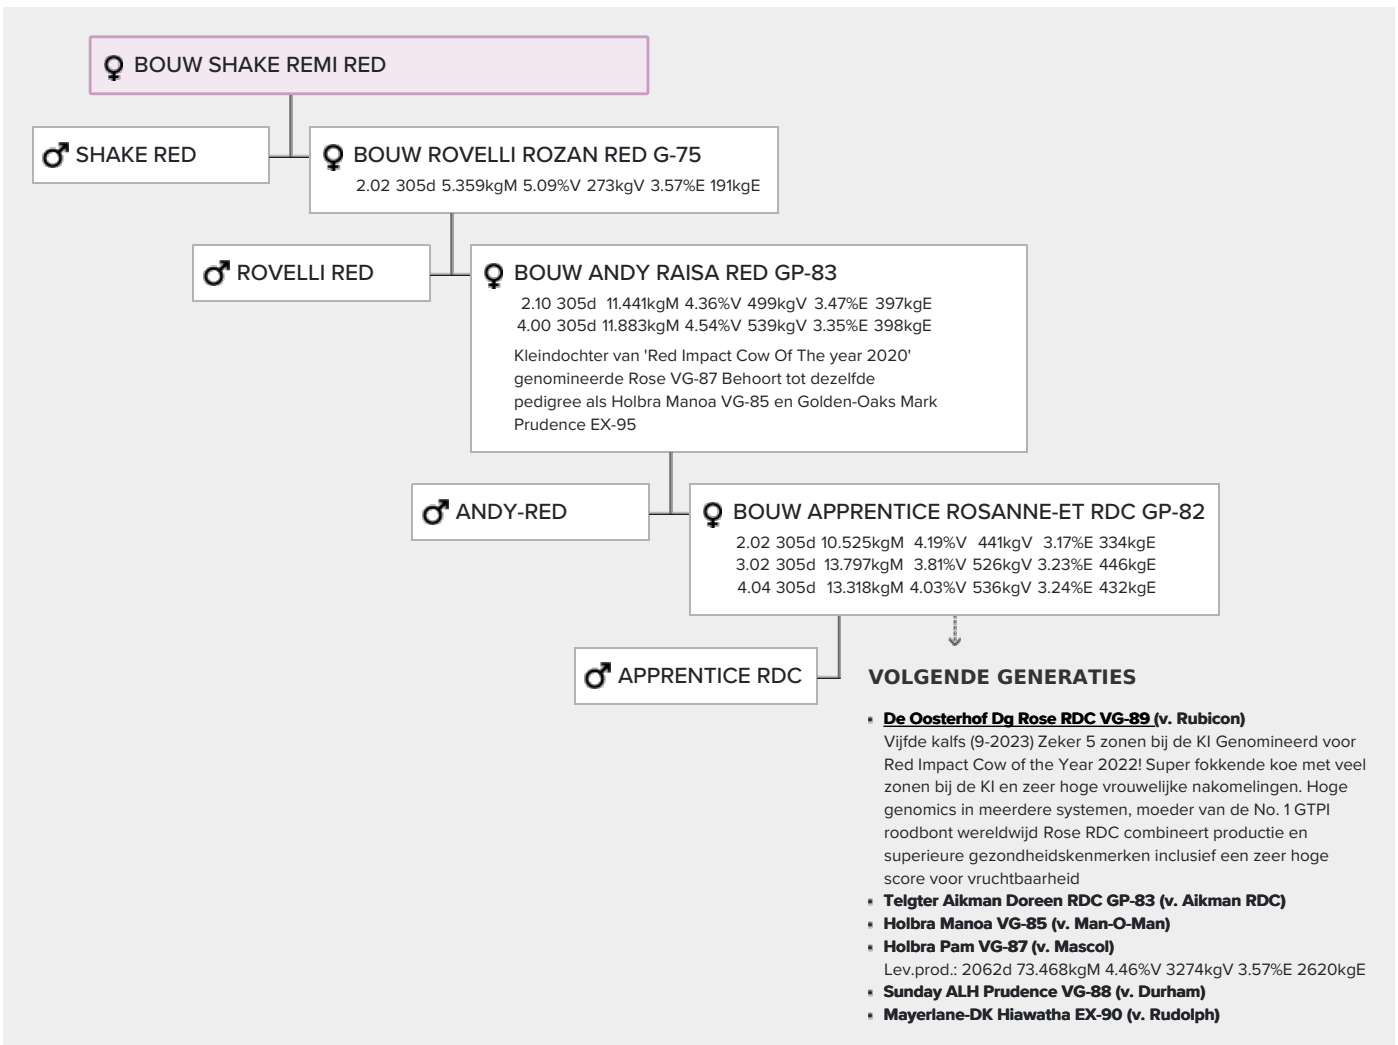 BOUW SHAKE REMI RED
SHAKE RED
BOUW ROVELLI ROZAN RED G-75
2.02 305d 5.359kgM 5.09%V 273kgV 3.57%E 191kgE
ROVELLI RED
BOUW ANDY RAISA RED GP-83
2.10 305d 11.441kgM 4.36%V 499kgV 3.47%E 397kgE
4.00 305d 11.883kgM 4.54%V 539kgV 3.35%E 398kgE
Kleindochter van 'Red Impact Cow Of The year 2020'
genomineerde Rose VG-87 Behoort tot dezelfde
pedigree als Holbra Manoa VG-85 en Golden-Oaks Mark
Prudence EX-95
ANDY-RED
BOUW APPRENTICE ROSANNE-ET RDC GP-82
2.02 305d 10.525kgM 4.19%V 441kgV 3.17%E 334kgE
3.02 305d 13.797kgM 3.81%V 526kgV 3.23%E 446kgE
4.04 305d 13.318kgM 4.03%V 536kgV 3.24%E 432kgE
APPRENTICE RDC
VOLGENDE GENERATIES
De Oosterhof Dg Rose RDC VG-89 (v. Rubicon)
Vijfde kalfs (9-2023) Zeker 5 zonen bij de KI Genomineerd voor
Red Impact Cow of the Year 2022! Super fokkende koe met veel
zonen bij de KI en zeer hoge vrouwelijke nakomelingen. Hoge
genomics in meerdere systemen, moeder van de No. 1 GTPI
roodbont wereldwijd Rose RDC combineert productie en
superieure gezondheidskenmerken inclusief een zeer hoge
score voor vruchtbaarheid
Telgter Aikman Doreen RDC GP-83 (v. Aikman RDC)
Holbra Manoa VG-85 (v. Man-O-Man)
Holbra Pam VG-87 (v. Mascol)
Lev.prod.: 2062d 73.468kgM 4.46%V 3274kgV 3.57%E 2620kgE
Sunday ALH Prudence VG-88 (v. Durham)
Mayerlane-DK Hiawatha EX-90 (v. Rudolph)